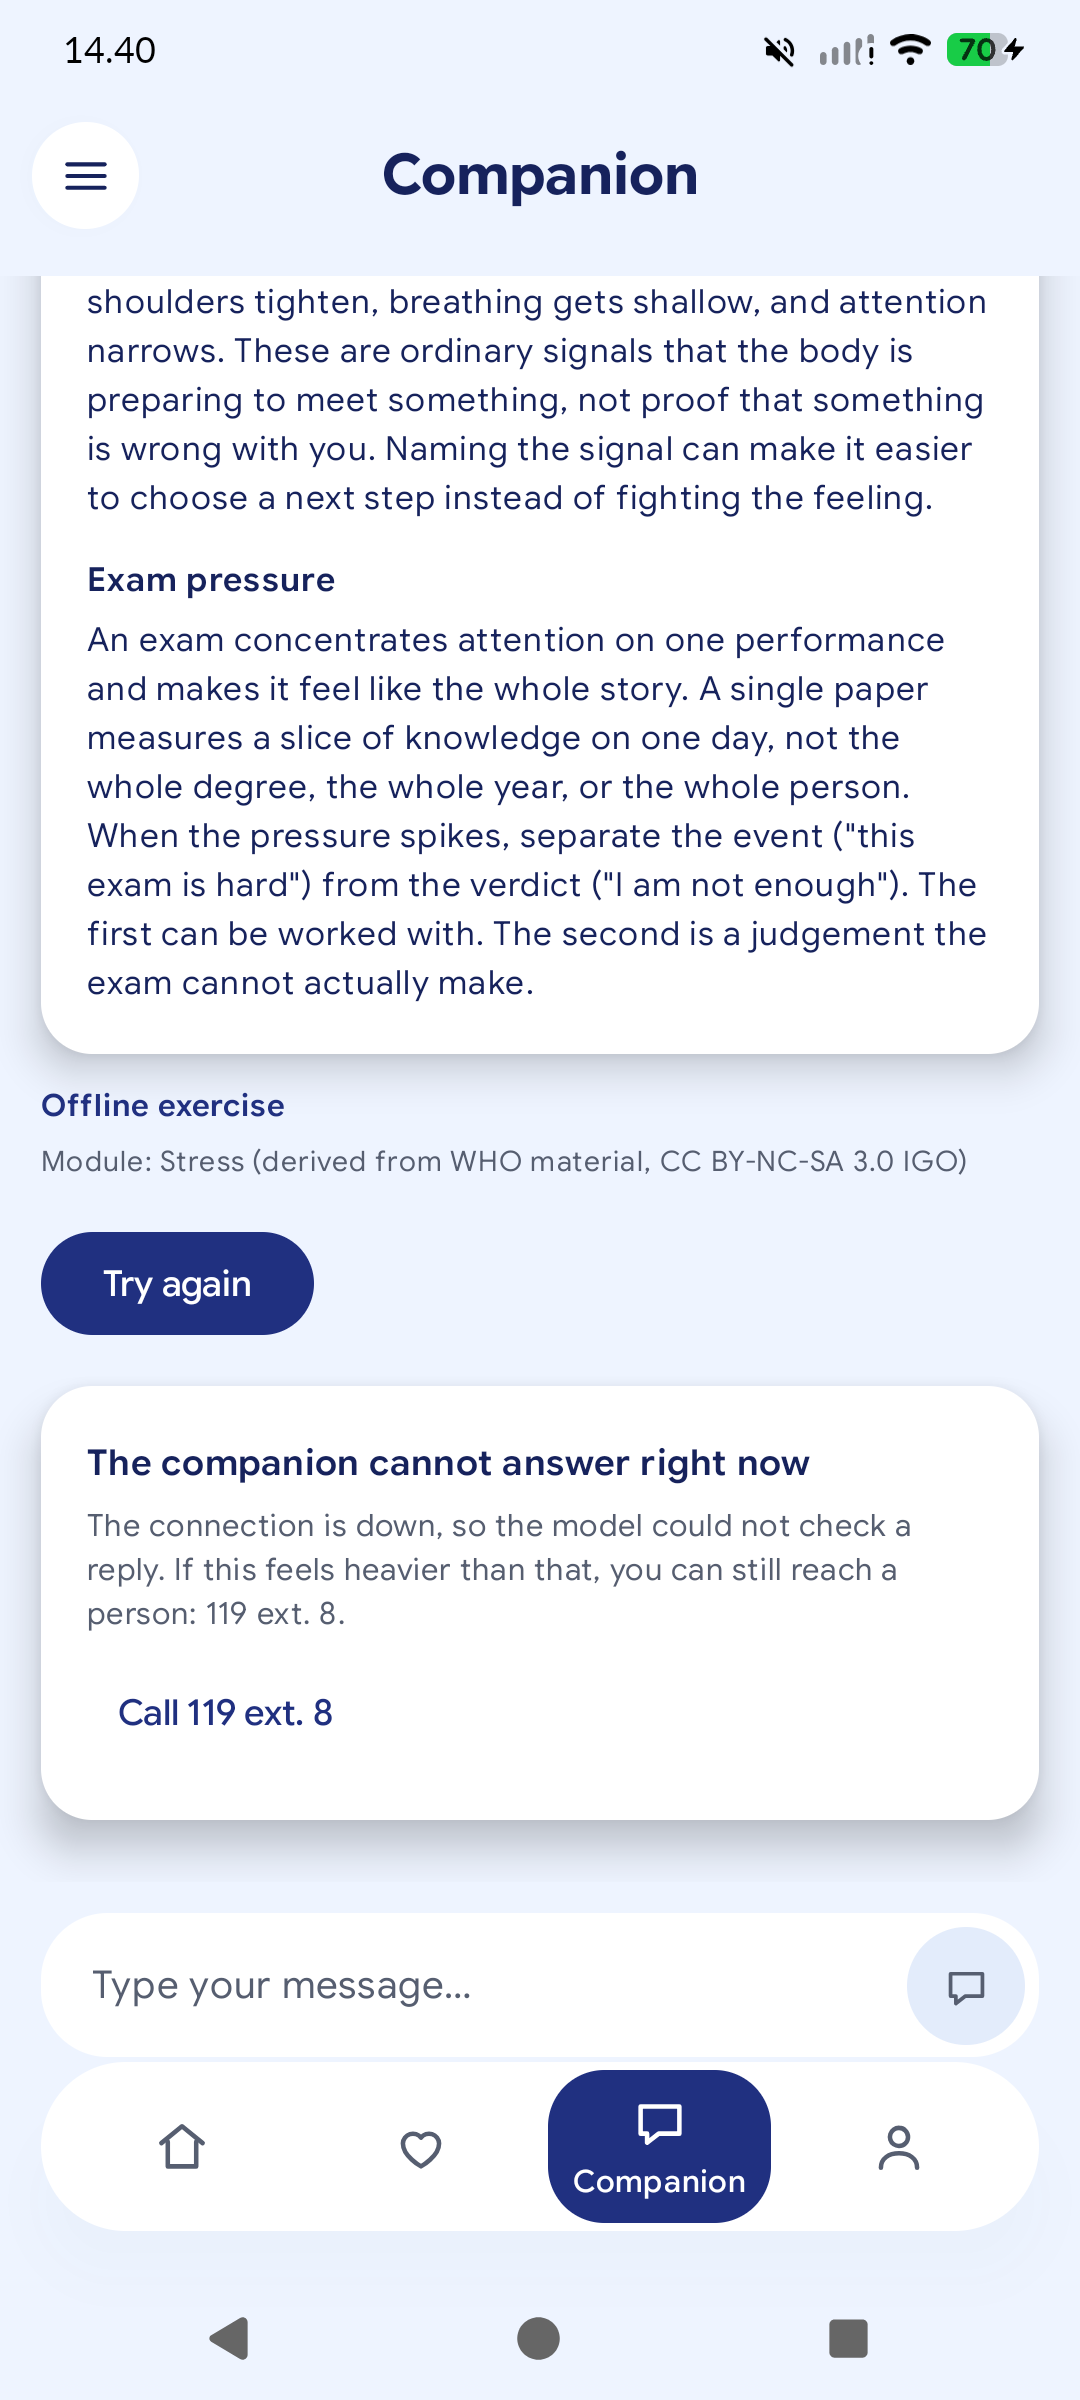 14.40
70
Companion
shoulders tighten, breathing gets shallow, and attention
narrows. These are ordinary signals that the body is
preparing to meet something, not proof that something
is wrong with you. Naming the signal can make it easier
to choose a next step instead of fighting the feeling.
Exam pressure
An exam concentrates attention on one performance
and makes it feel like the whole story. A single paper
measures a slice of knowledge on one day, not the
whole degree, the whole year, or the whole person.
When the pressure spikes, separate the event ("this
exam is hard") from the verdict ("I am not enough"). The
first can be worked with. The second is a judgement the
exam cannot actually make.
Offline exercise
Module: Stress (derived from WHO material, CC BY-NC-SA 3.0 IGO)
Try again
The companion cannot answer right now
The connection is down, so the model could not check a
reply. If this feels heavier than that, you can still reach a
person: 119 ext. 8.
Call 119 ext. 8
Type your message...
Companion